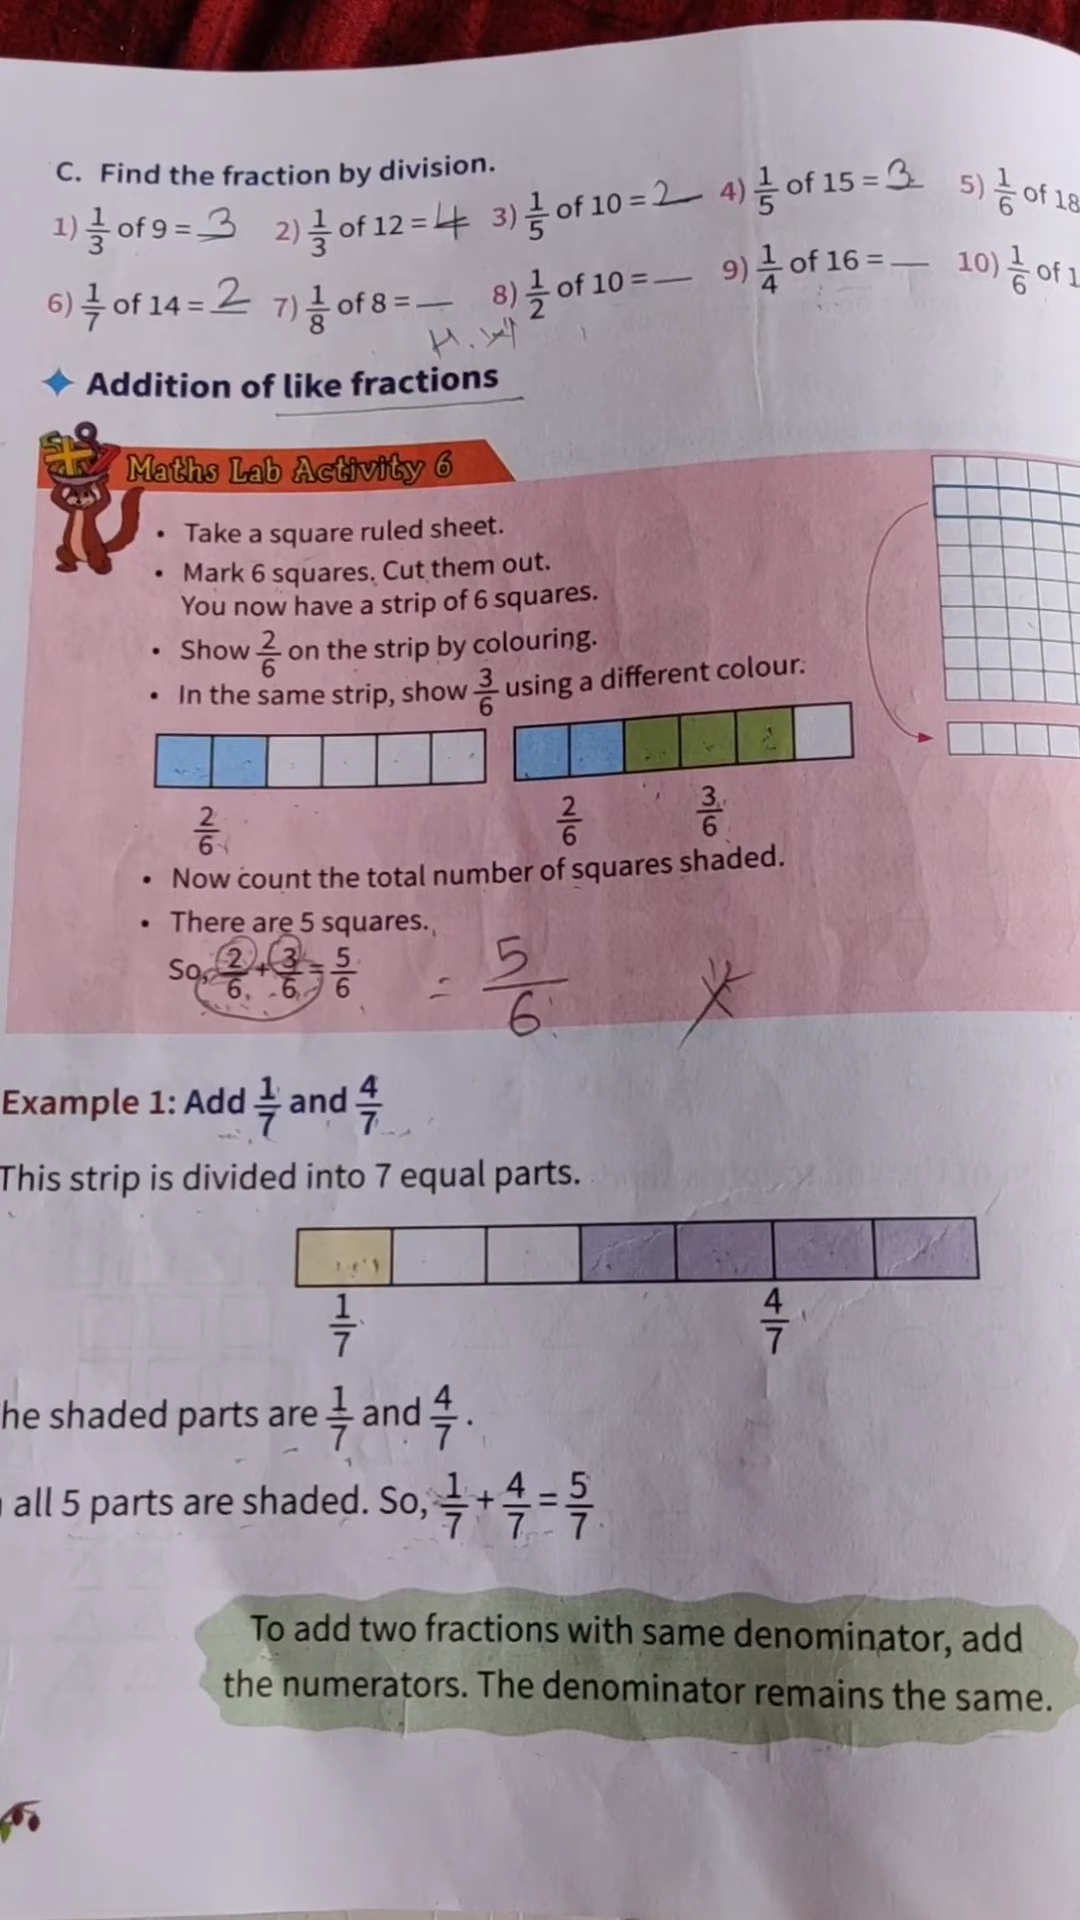 C. Find the fraction by division.
1) 1/3 of 9 = 3 2) 1/3 of 12 = 4 3) 1/5 of 10 = 2 4) 1/5 of 15 = 3 5) 1/6 of 18
6) 1/7 of 14 = 2 7) 1/8 of 8 = __ 8) 1/2 of 10 = __ 9) 1/4 of 16 = __ 10) 1/6 of 1
H.W
Addition of like fractions
Maths Lab Activity 6
• Take a square ruled sheet.
• Mark 6 squares. Cut them out.
You now have a strip of 6 squares.
• Show 2/6 on the strip by colouring.
• In the same strip, show 3/6 using a different colour.
2/6 2/6 3/6
• Now count the total number of squares shaded.
• There are 5 squares.
So, 2/6 + 3/6 = 5/6 = 5/6
Example 1: Add 1/7 and 4/7
This strip is divided into 7 equal parts.
1/7 4/7
he shaded parts are 1/7 and 4/7.
all 5 parts are shaded. So, 1/7 + 4/7 = 5/7
To add two fractions with same denominator, add
the numerators. The denominator remains the same.